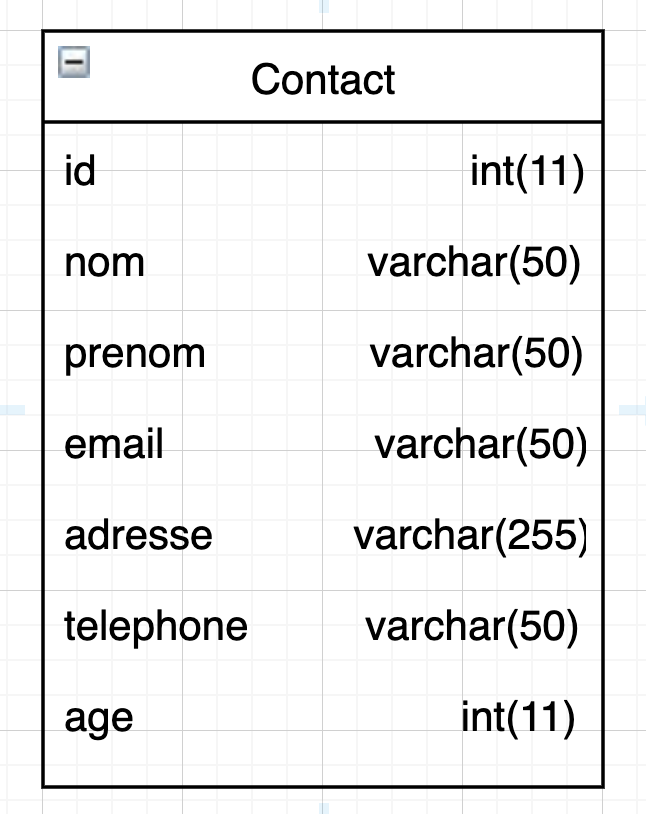 Contact
id int(11)
nom varchar(50)
prenom varchar(50)
email varchar(50)
adresse varchar(255)
telephone varchar(50)
age int(11)